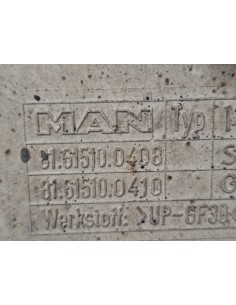 MAN Typ
81.61510.0408 S
81.61510.0410
Werkstoff: >UP-GF30<